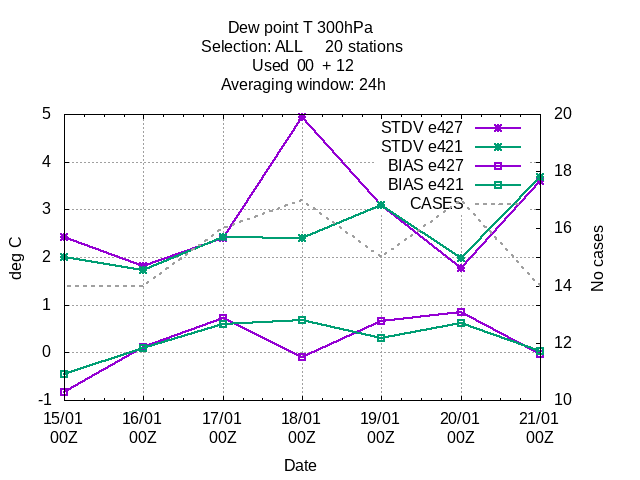 Dew point T 300hPa
Selection: ALL 20 stations
Used 00 + 12
Averaging window: 24h
5
4
3
2
1
0
-1
deg C
20
18
16
14
12
10
No cases
STDV e427
STDV e421
BIAS e427
BIAS e421
CASES
15/01 16/01 17/01 18/01 19/01 20/01 21/01
00Z 00Z 00Z 00Z 00Z 00Z 00Z
Date